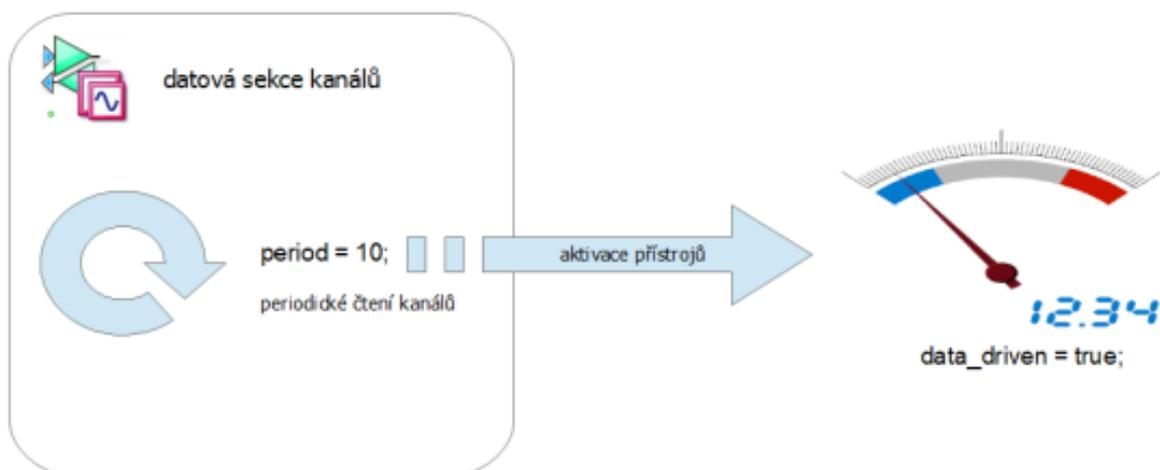 datová sekce kanálů
period = 10;
periodické čtení kanálů
aktivace přístrojů
12.34
data_driven = true;